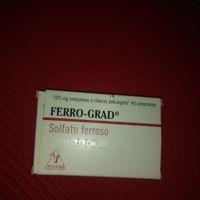 "105 mg compresse a rilascio prolungato" 40 compresse
FERRO-GRAD®
Solfato ferroso